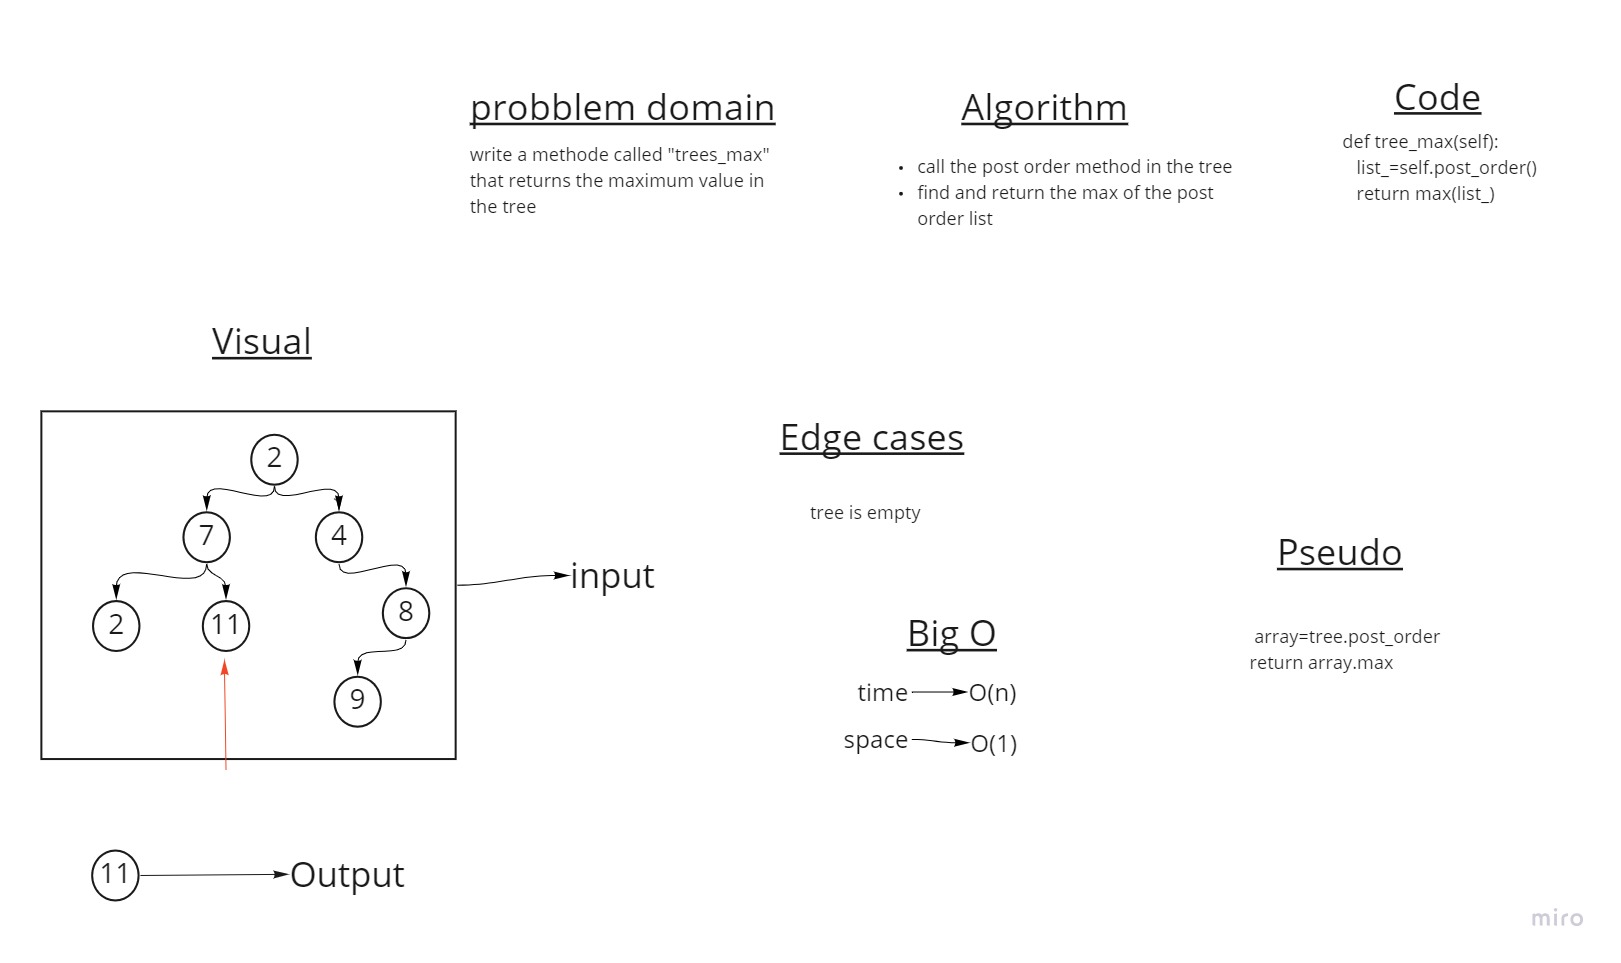 probblem domain
write a methode called "trees_max"
that returns the maximum value in
the tree
Algorithm
• call the post order method in the tree
• find and return the max of the post
order list
Code
def tree_max(self):
list_=self.post_order()
return max(list_)
Visual
2
7
4
2
11
8
9
input
11
Output
Edge cases
tree is empty
Big O
time
O(n)
space
O(1)
Pseudo
array=tree.post_order
return array.max
miro